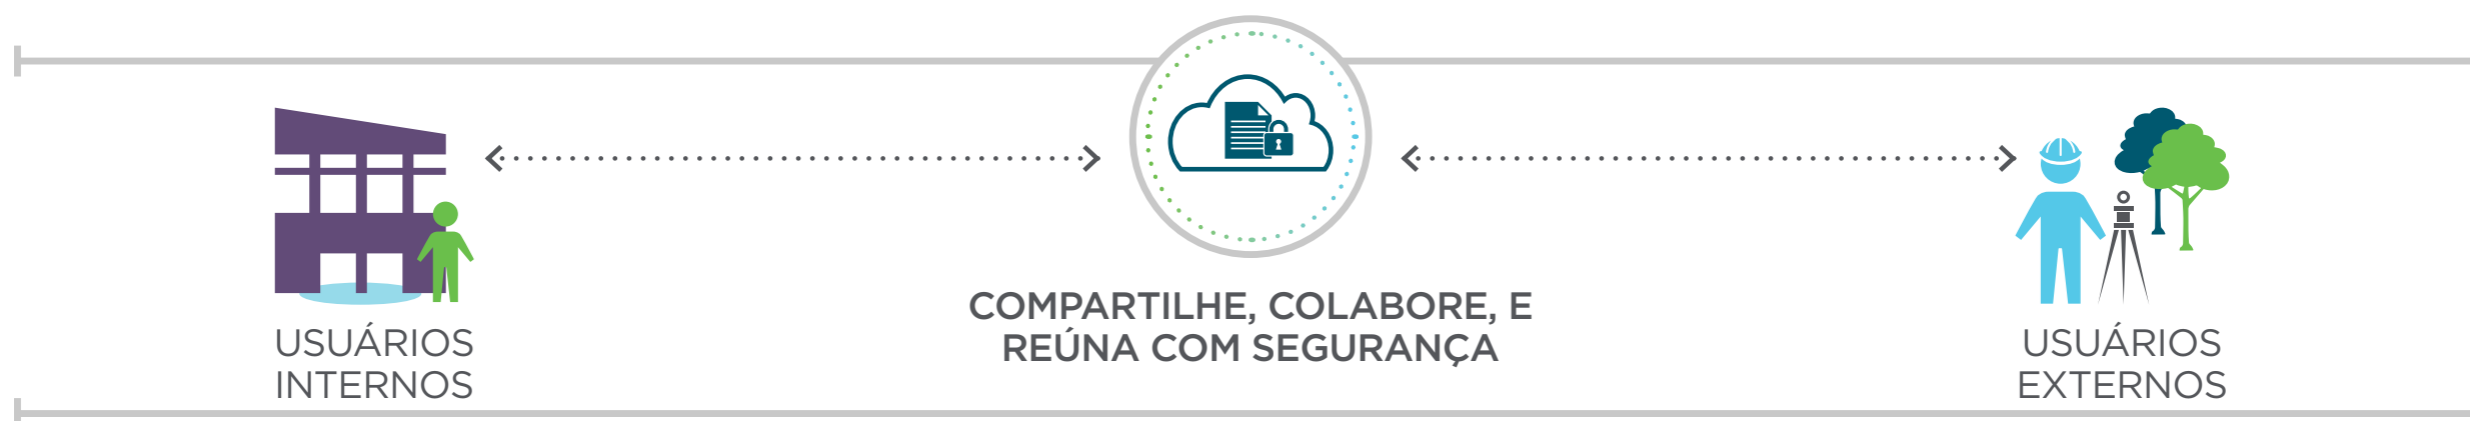 COMPARTILHE, COLABORE, E
REÚNA COM SEGURANÇA
USUÁRIOS
INTERNOS
USUÁRIOS
EXTERNOS